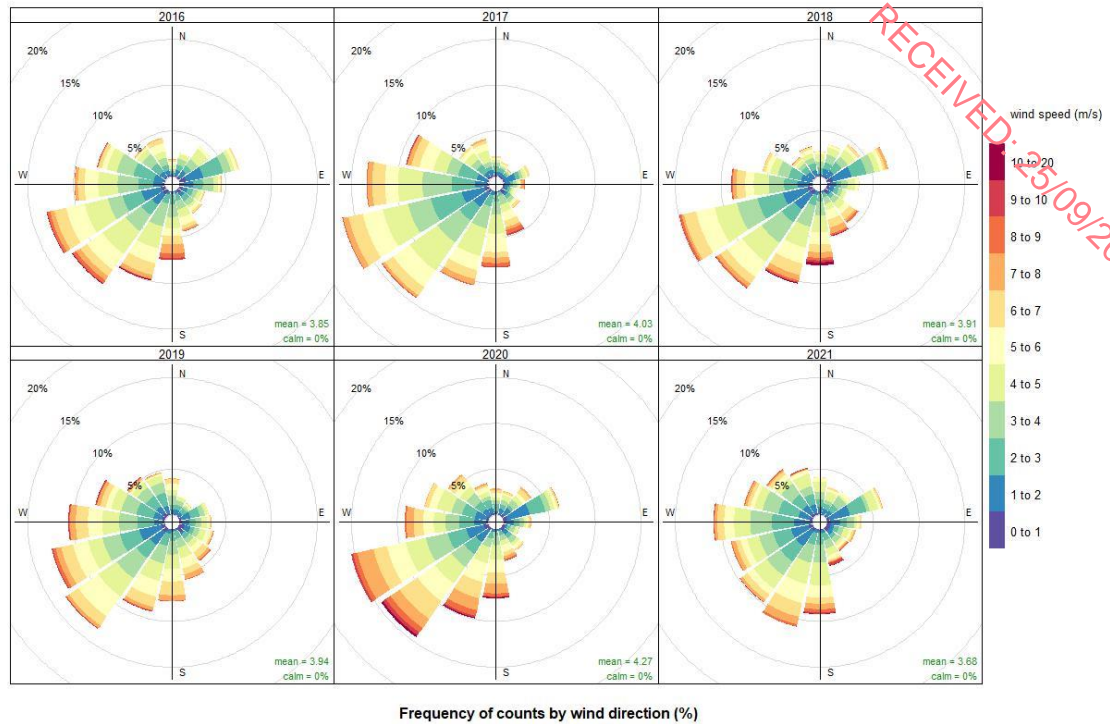 2016
2017
2018
N
20%
15%
10%
5%
W
E
S
mean = 3.85
calm = 0%
N
20%
15%
10%
5%
W
E
S
mean = 4.03
calm = 0%
N
20%
15%
10%
5%
W
E
S
mean = 3.91
calm = 0%
2019
2020
2021
N
20%
15%
10%
5%
W
E
S
mean = 3.94
calm = 0%
N
20%
15%
10%
5%
W
E
S
mean = 4.27
calm = 0%
N
20%
15%
10%
5%
W
E
S
mean = 3.68
calm = 0%
RECEIVED: 25/09/20
wind speed (m/s)
10 to 20
9 to 10
8 to 9
7 to 8
6 to 7
5 to 6
4 to 5
3 to 4
2 to 3
1 to 2
0 to 1
Frequency of counts by wind direction (%)